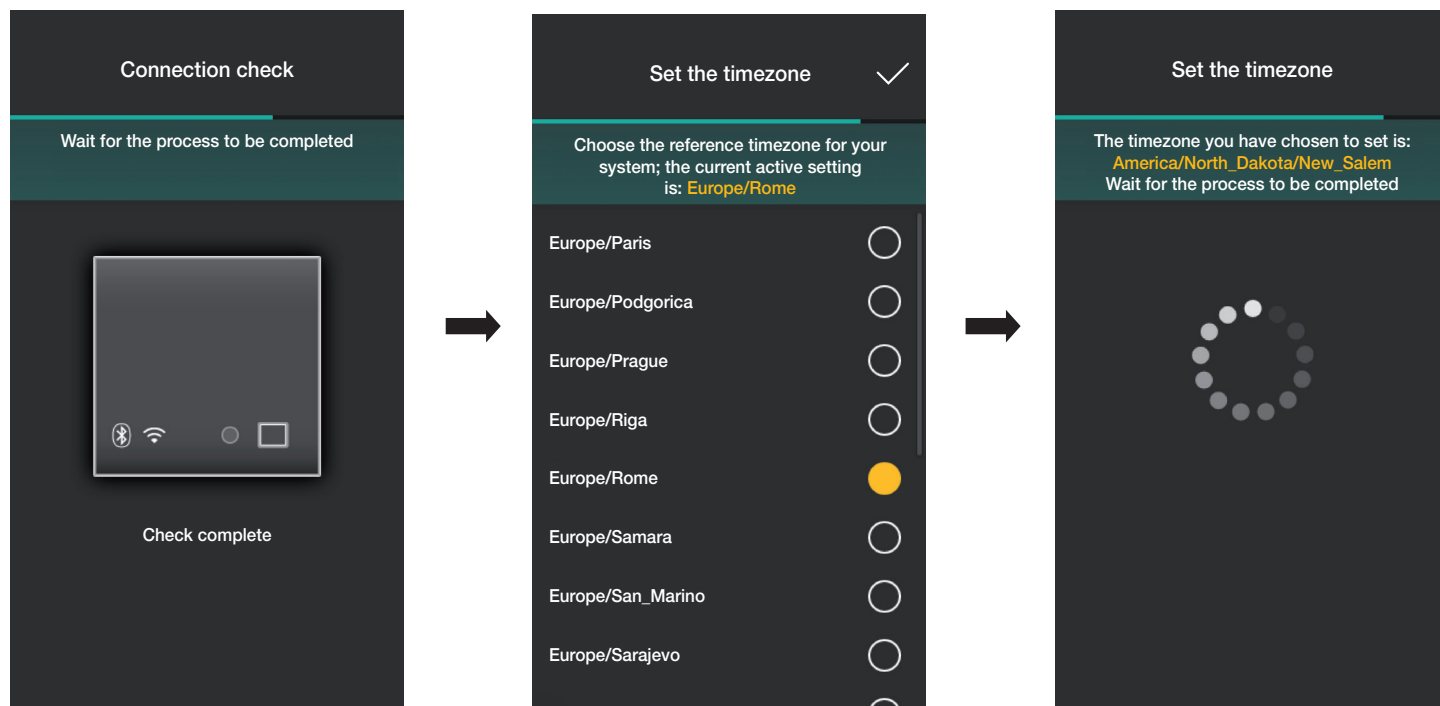 Connection check
Wait for the process to be completed
Check complete
Set the timezone
Choose the reference timezone for your
system; the current active setting
is: Europe/Rome
Europe/Paris
Europe/Podgorica
Europe/Prague
Europe/Riga
Europe/Rome
Europe/Samara
Europe/San_Marino
Europe/Sarajevo
Set the timezone
The timezone you have chosen to set is:
America/North_Dakota/New_Salem
Wait for the process to be completed